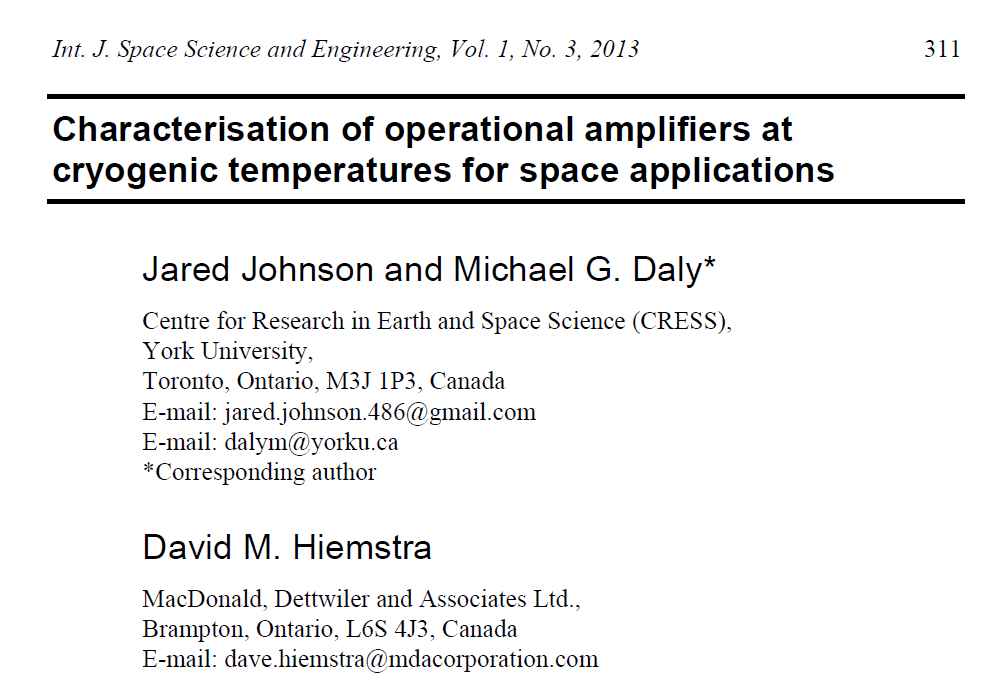 Int. J. Space Science and Engineering, Vol. 1, No. 3, 2013 311
Characterisation of operational amplifiers at
cryogenic temperatures for space applications
Jared Johnson and Michael G. Daly*
Centre for Research in Earth and Space Science (CRESS),
York University,
Toronto, Ontario, M3J 1P3, Canada
E-mail: jared.johnson.486@gmail.com
E-mail: dalym@yorku.ca
*Corresponding author
David M. Hiemstra
MacDonald, Dettwiler and Associates Ltd.,
Brampton, Ontario, L6S 4J3, Canada
E-mail: dave.hiemstra@mdacorporation.com